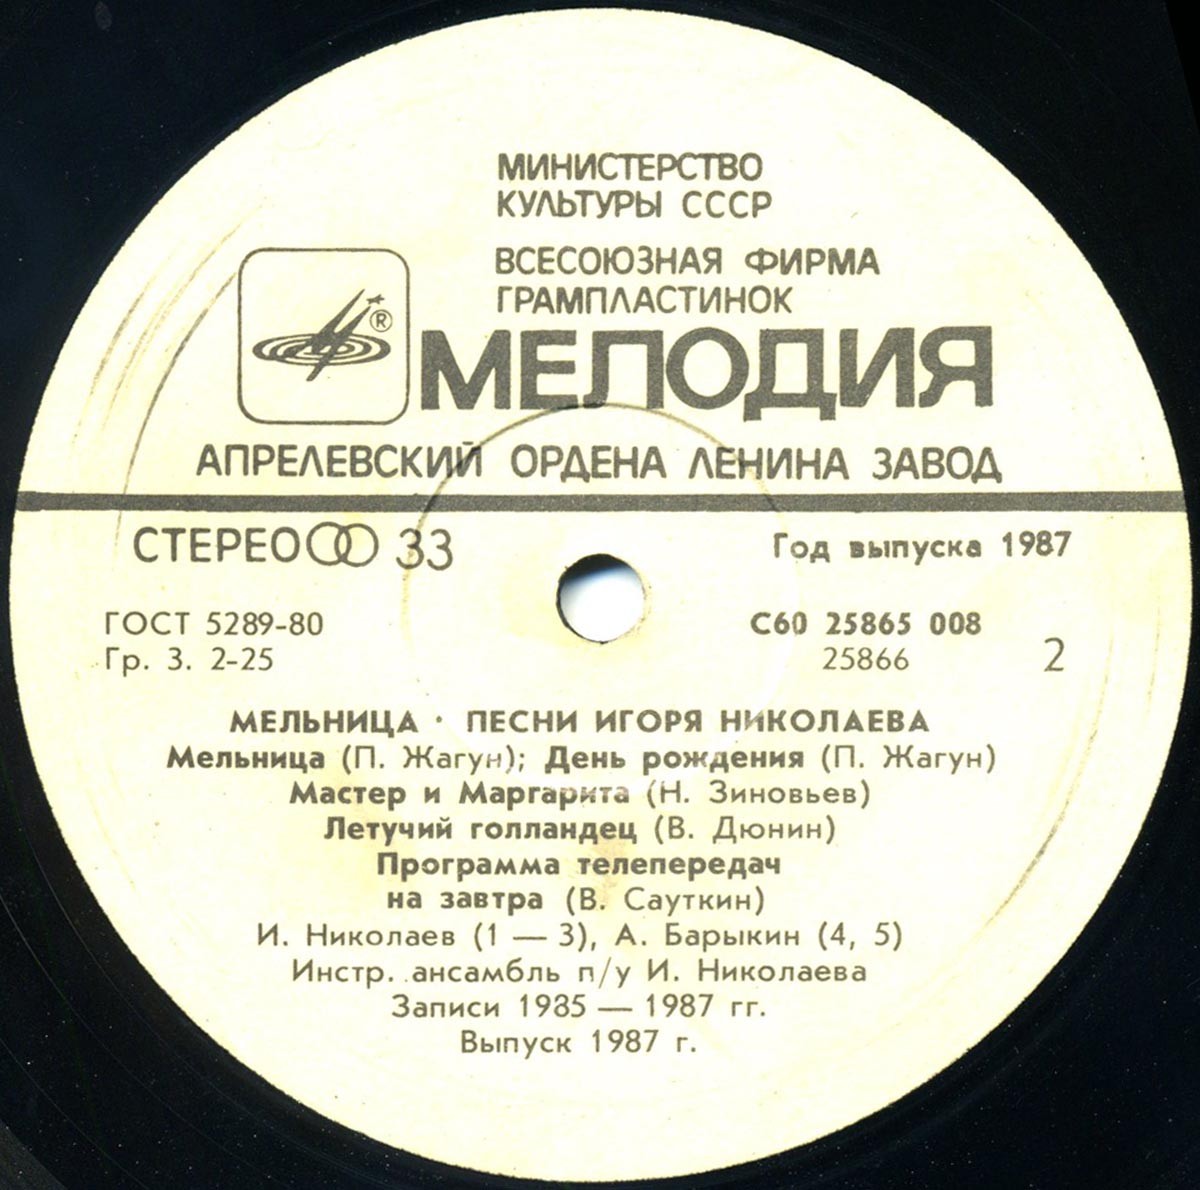 МИНИСТЕРСТВО
КУЛЬТУРЫ СССР
ВСЕСОЮЗНАЯ ФИРМА
ГРАМПЛАСТИНОК
®
МЕЛОДИЯ
АПРЕЛЕВСКИЙ ОРДЕНА ЛЕНИНА ЗАВОД
СТЕРЕО 33
Год выпуска 1987
ГОСТ 5289-80
Гр. 3. 2-25
С60 25865 008
25866
2
МЕЛЬНИЦА · ПЕСНИ ИГОРЯ НИКОЛАЕВА
Мельница (П. Жагун); День рождения (П. Жагун)
Мастер и Маргарита (Н. Зиновьев)
Летучий голландец (В. Дюнин)
Программа телепередач
на завтра (В. Сауткин)
И. Николаев (1 — 3), А. Барыкин (4, 5)
Инстр. ансамбль п/у И. Николаева
Записи 1985 — 1987 гг.
Выпуск 1987 г.